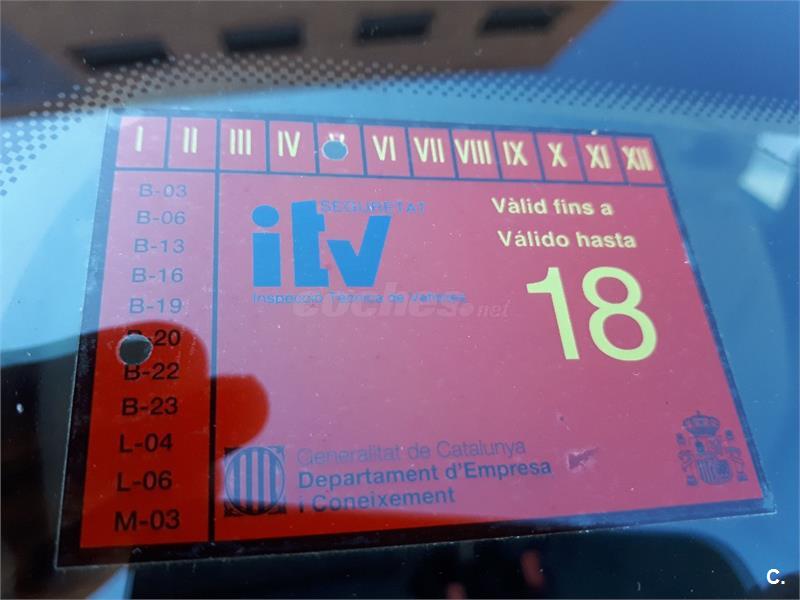 I II III IV V VI VII VIII IX X XI XII
B-03
B-06
B-13
B-16
B-19
B-20
B-22
B-23
L-04
L-06
M-03
SEGURETAT
itv
Inspecció Tècnica de Vehicles
Vàlid fins a
Válido hasta
18
coches.net
Generalitat de Catalunya
Departament d'Empresa
i Coneixement
C.